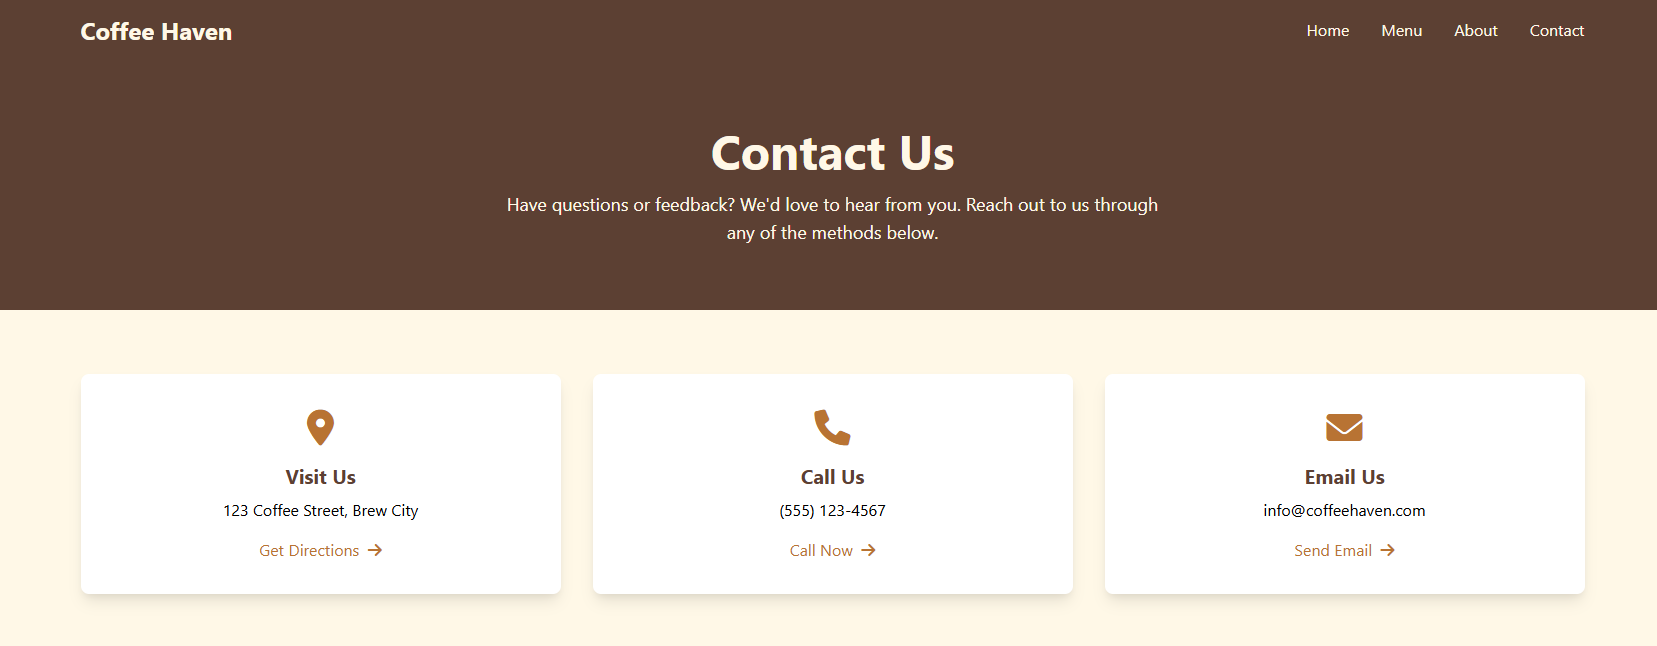 Coffee Haven
Home Menu About Contact
Contact Us
Have questions or feedback? We'd love to hear from you. Reach out to us through
any of the methods below.
Visit Us
123 Coffee Street, Brew City
Get Directions
Call Us
(555) 123-4567
Call Now
Email Us
info@coffeehaven.com
Send Email